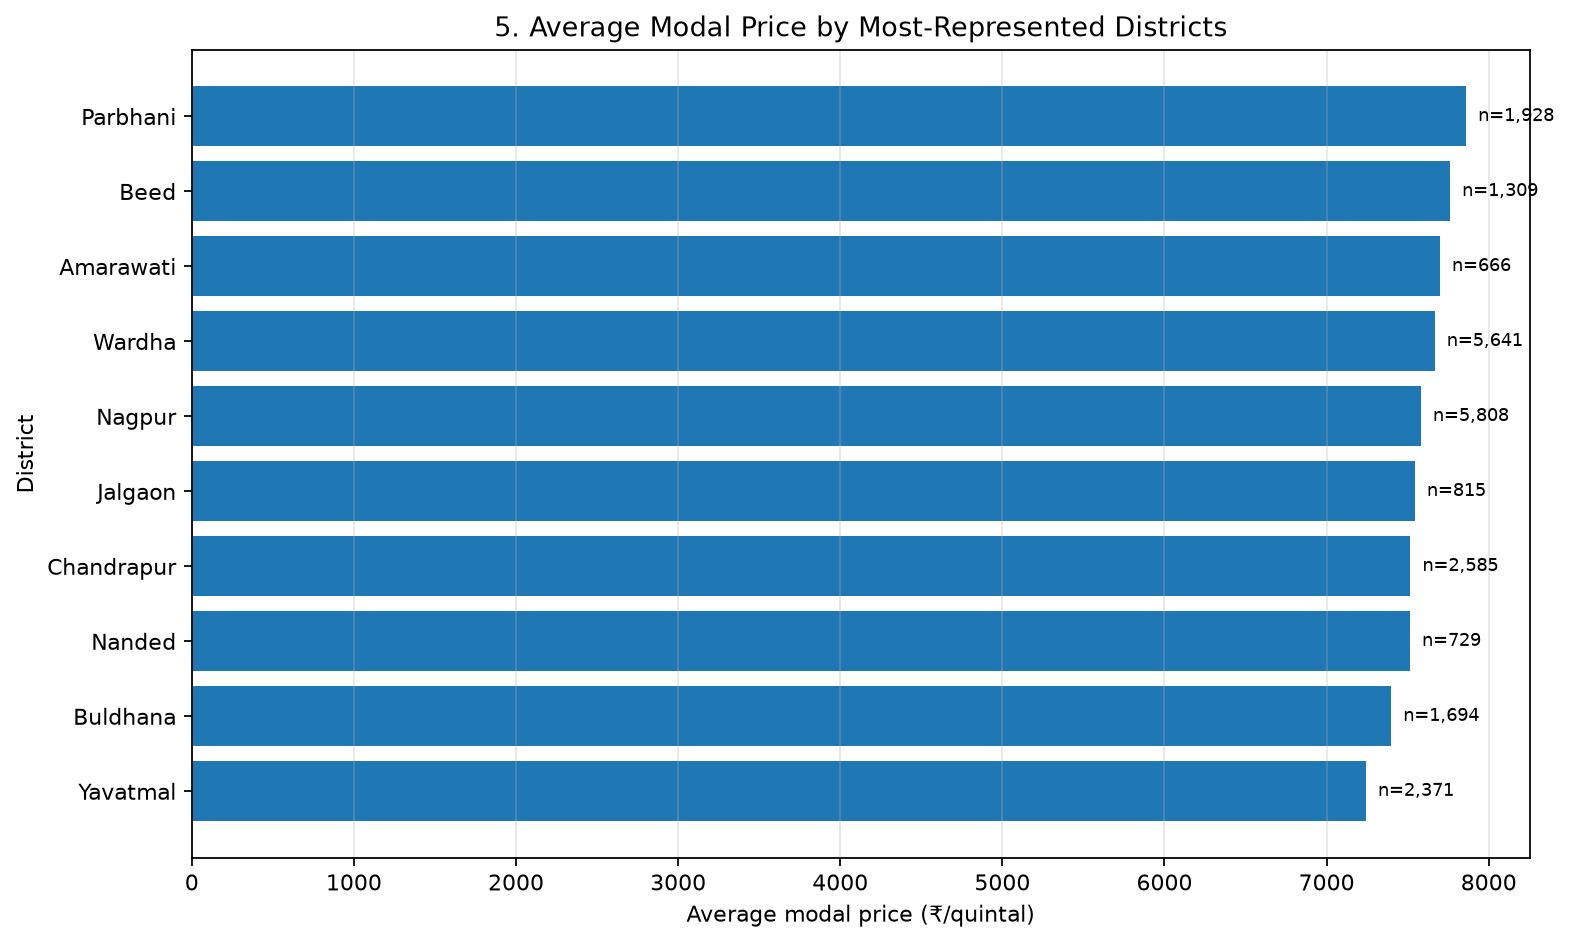 5. Average Modal Price by Most-Represented Districts
District
Parbhani n=1,928
Beed n=1,309
Amarawati n=666
Wardha n=5,641
Nagpur n=5,808
Jalgaon n=815
Chandrapur n=2,585
Nanded n=729
Buldhana n=1,694
Yavatmal n=2,371
0 1000 2000 3000 4000 5000 6000 7000 8000
Average modal price (₹/quintal)